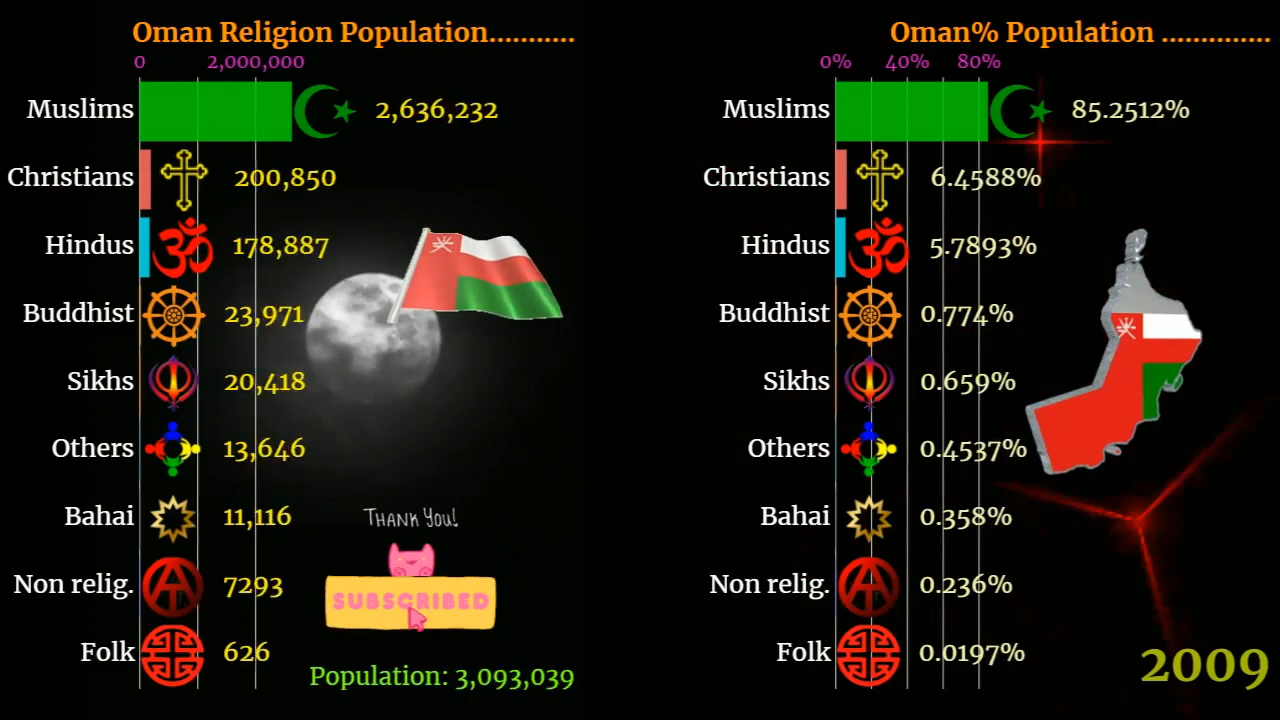 Oman Religion Population...........
0 2,000,000
Muslims 2,636,232
Christians 200,850
Hindus 178,887
Buddhist 23,971
Sikhs 20,418
Others 13,646
Bahai 11,116
Non relig. 7293
Folk 626
THANK YOU!
SUBSCRIBED
Population: 3,093,039
Oman% Population ..............
0% 40% 80%
Muslims 85.2512%
Christians 6.4588%
Hindus 5.7893%
Buddhist 0.774%
Sikhs 0.659%
Others 0.4537%
Bahai 0.358%
Non relig. 0.236%
Folk 0.0197%
2009